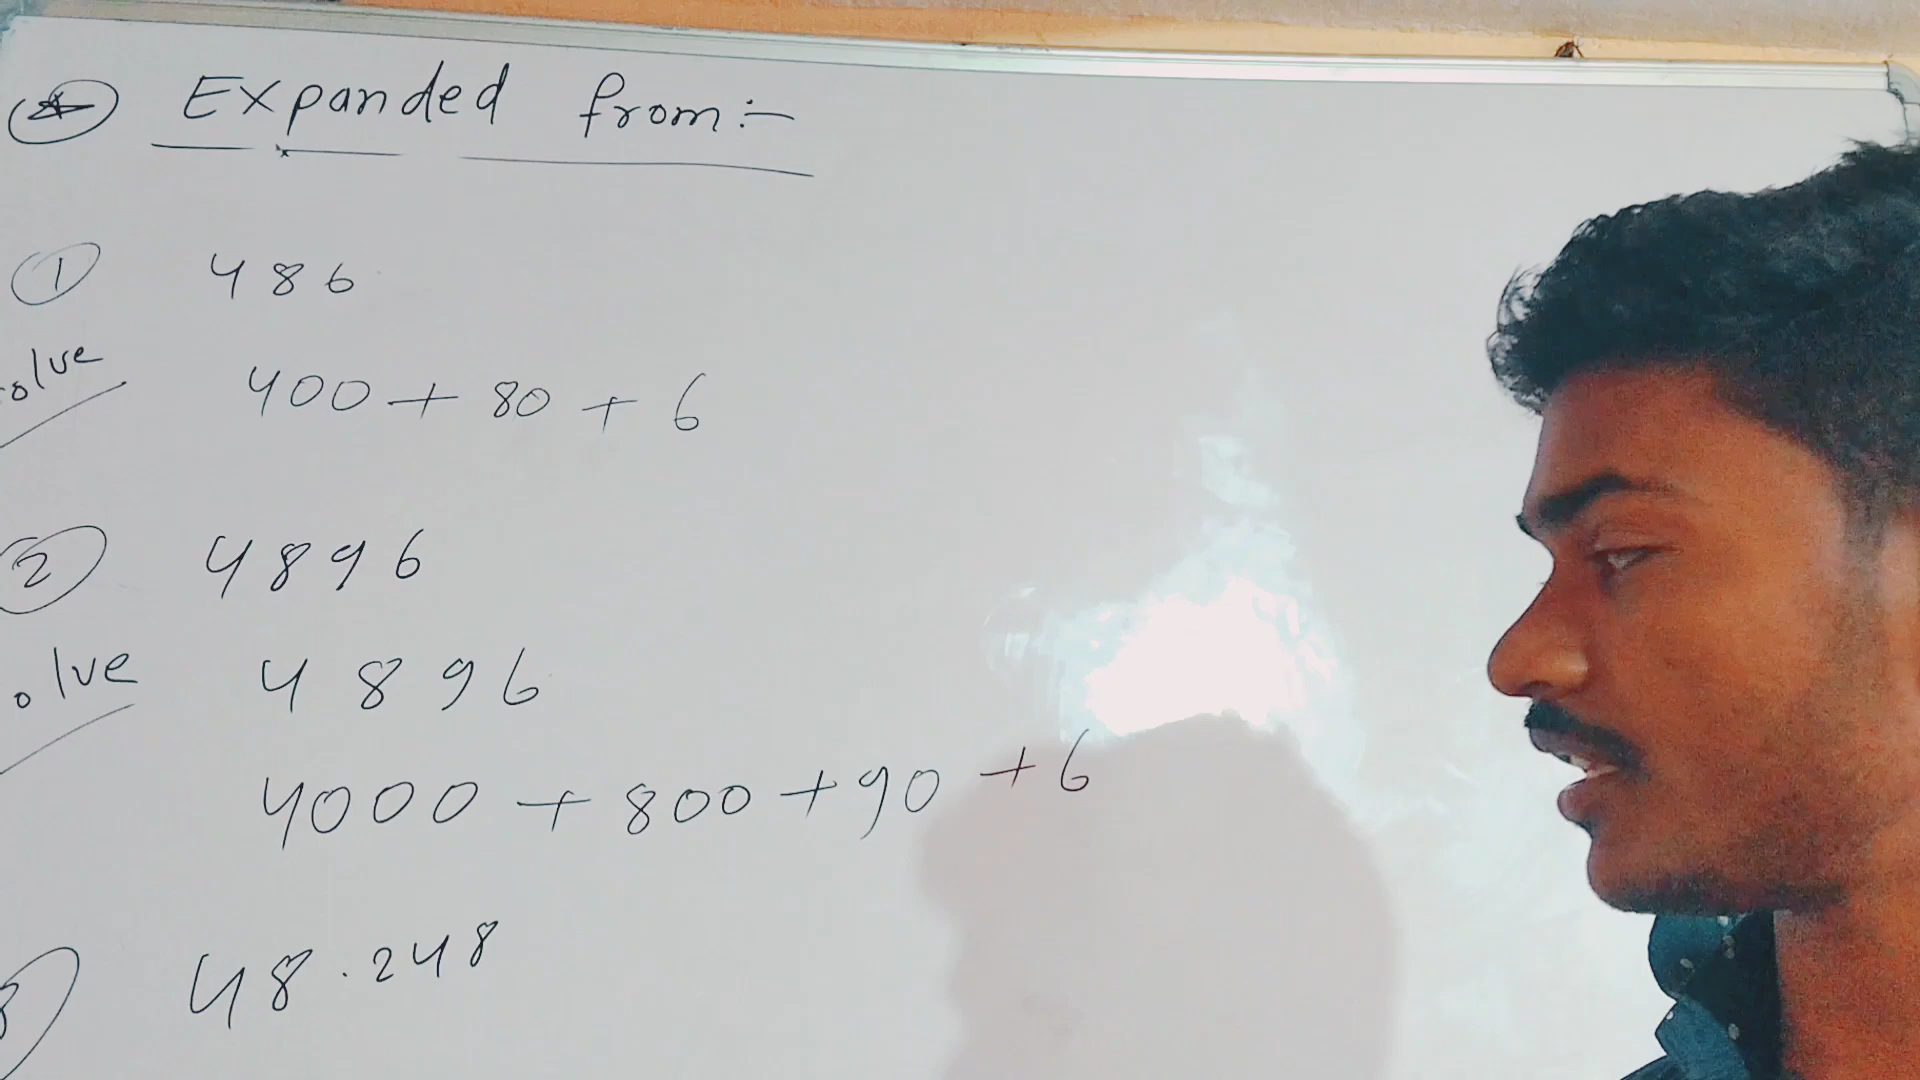 Expanded from:-
① 486
olve
400 + 80 + 6
② 4896
olve 4896
4000 + 800 + 90 + 6
48.248